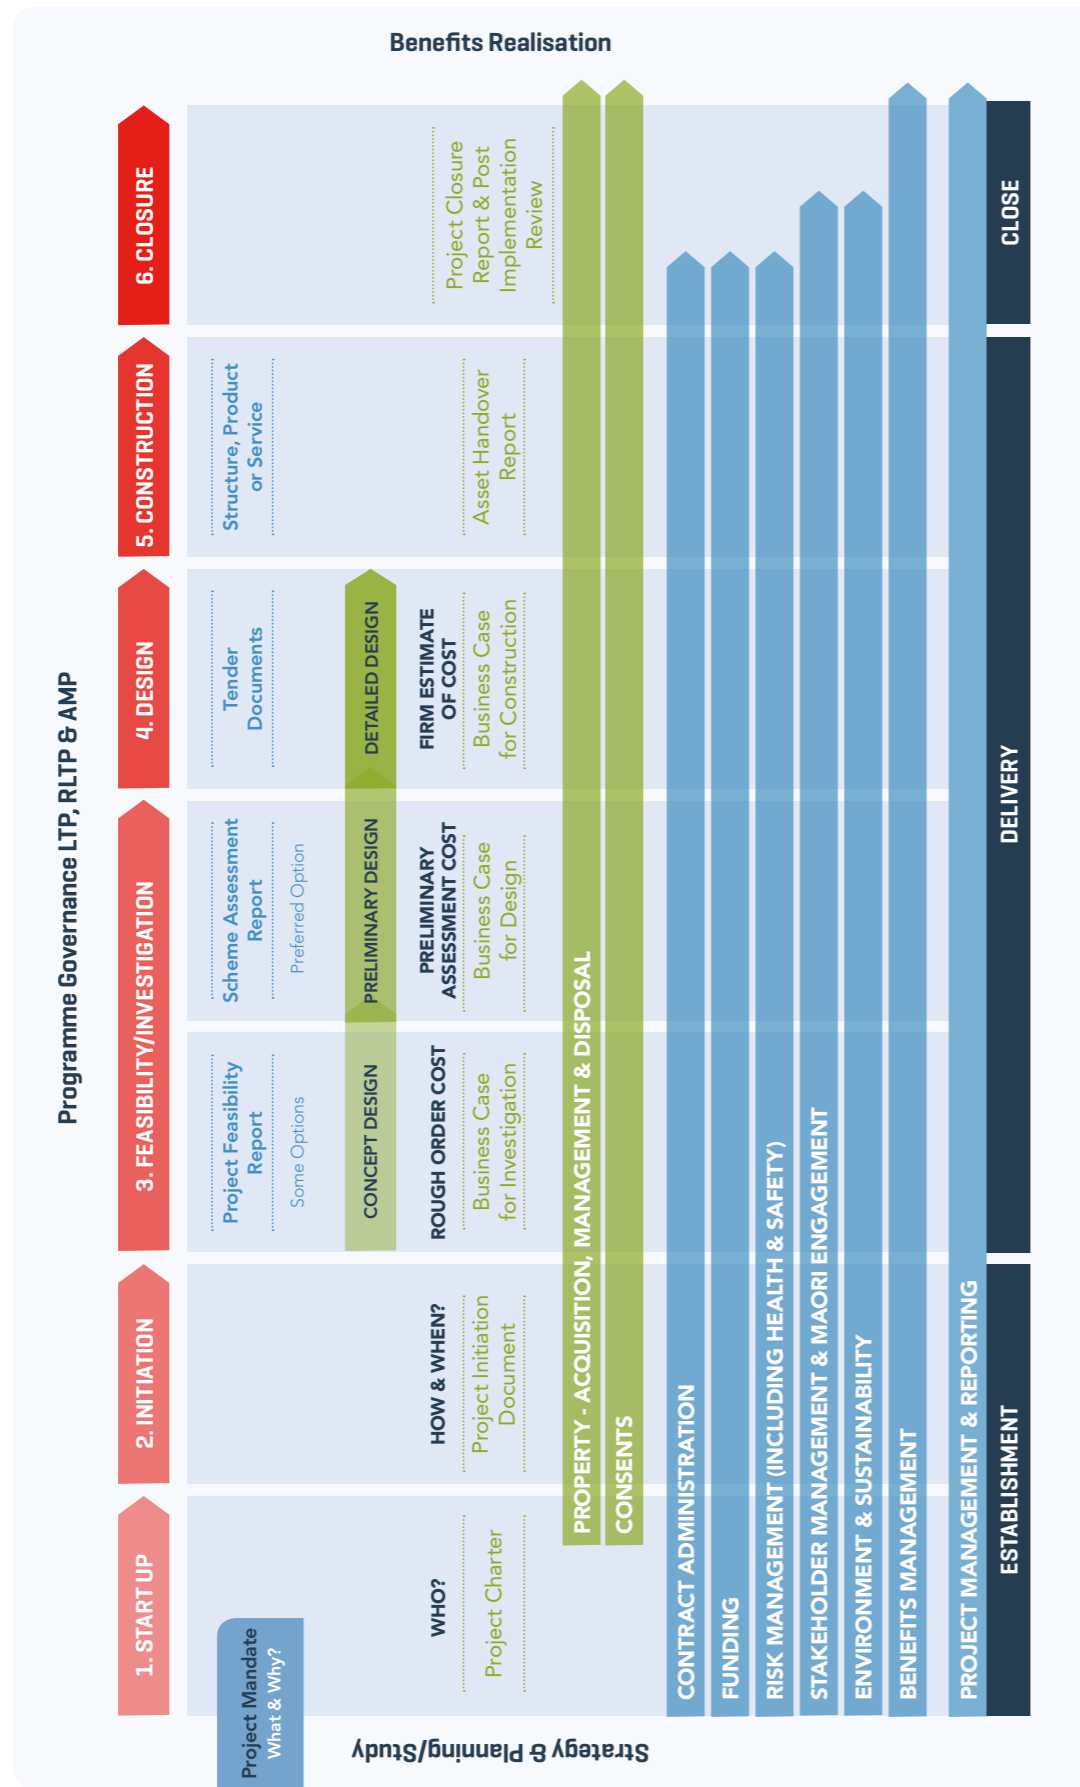 Programme Governance LTP, RLTP & AMP
Strategy & Planning/Study
Benefits Realisation
1. START UP
2. INITIATION
3. FEASIBILITY/INVESTIGATION
4. DESIGN
5. CONSTRUCTION
6. CLOSURE
Project Mandate
What & Why?
Project Feasibility
Report
Some Options
Scheme Assessment
Report
Preferred Option
Tender
Documents
Structure, Product
or Service
CONCEPT DESIGN
PRELIMINARY DESIGN
DETAILED DESIGN
WHO?
Project Charter
HOW & WHEN?
Project Initiation
Document
ROUGH ORDER COST
Business Case
for Investigation
PRELIMINARY
ASSESSMENT COST
Business Case
for Design
FIRM ESTIMATE
OF COST
Business Case
for Construction
Asset Handover
Report
Project Closure
Report & Post
Implementation
Review
PROPERTY - ACQUISITION, MANAGEMENT & DISPOSAL
CONSENTS
CONTRACT ADMINISTRATION
FUNDING
RISK MANAGEMENT (INCLUDING HEALTH & SAFETY)
STAKEHOLDER MANAGEMENT & MAORI ENGAGEMENT
ENVIRONMENT & SUSTAINABILITY
BENEFITS MANAGEMENT
PROJECT MANAGEMENT & REPORTING
ESTABLISHMENT
DELIVERY
CLOSE